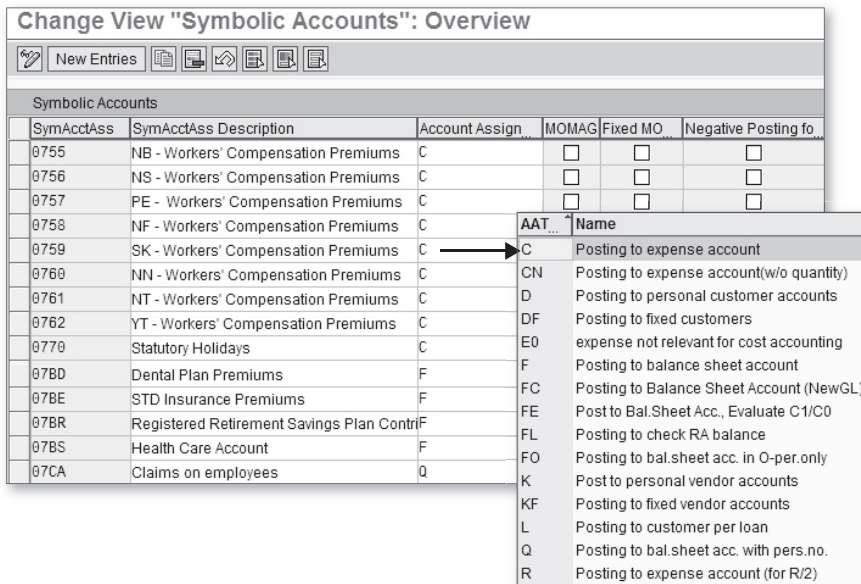 Change View "Symbolic Accounts": Overview
New Entries
Symbolic Accounts
SymAcctAss SymAcctAss Description Account Assign... MOMAG Fixed MO... Negative Posting fo...
0755 NB - Workers' Compensation Premiums C
0756 NS - Workers' Compensation Premiums C
0757 PE - Workers' Compensation Premiums C
0758 NF - Workers' Compensation Premiums C
0759 SK - Workers' Compensation Premiums C
0760 NN - Workers' Compensation Premiums C
0761 NT - Workers' Compensation Premiums C
0762 YT - Workers' Compensation Premiums C
0770 Statutory Holidays C
07BD Dental Plan Premiums F
07BE STD Insurance Premiums F
07BR Registered Retirement Savings Plan Contri F
07BS Health Care Account F
07CA Claims on employees Q
AAT... Name
C Posting to expense account
CN Posting to expense account(w/o quantity)
D Posting to personal customer accounts
DF Posting to fixed customers
E0 expense not relevant for cost accounting
F Posting to balance sheet account
FC Posting to Balance Sheet Account (NewGL)
FE Post to Bal.Sheet Acc., Evaluate C1/C0
FL Posting to check RA balance
FO Posting to bal.sheet acc. in O-per.only
K Post to personal vendor accounts
KF Posting to fixed vendor accounts
L Posting to customer per loan
Q Posting to bal.sheet acc. with pers.no.
R Posting to expense account (for R/2)